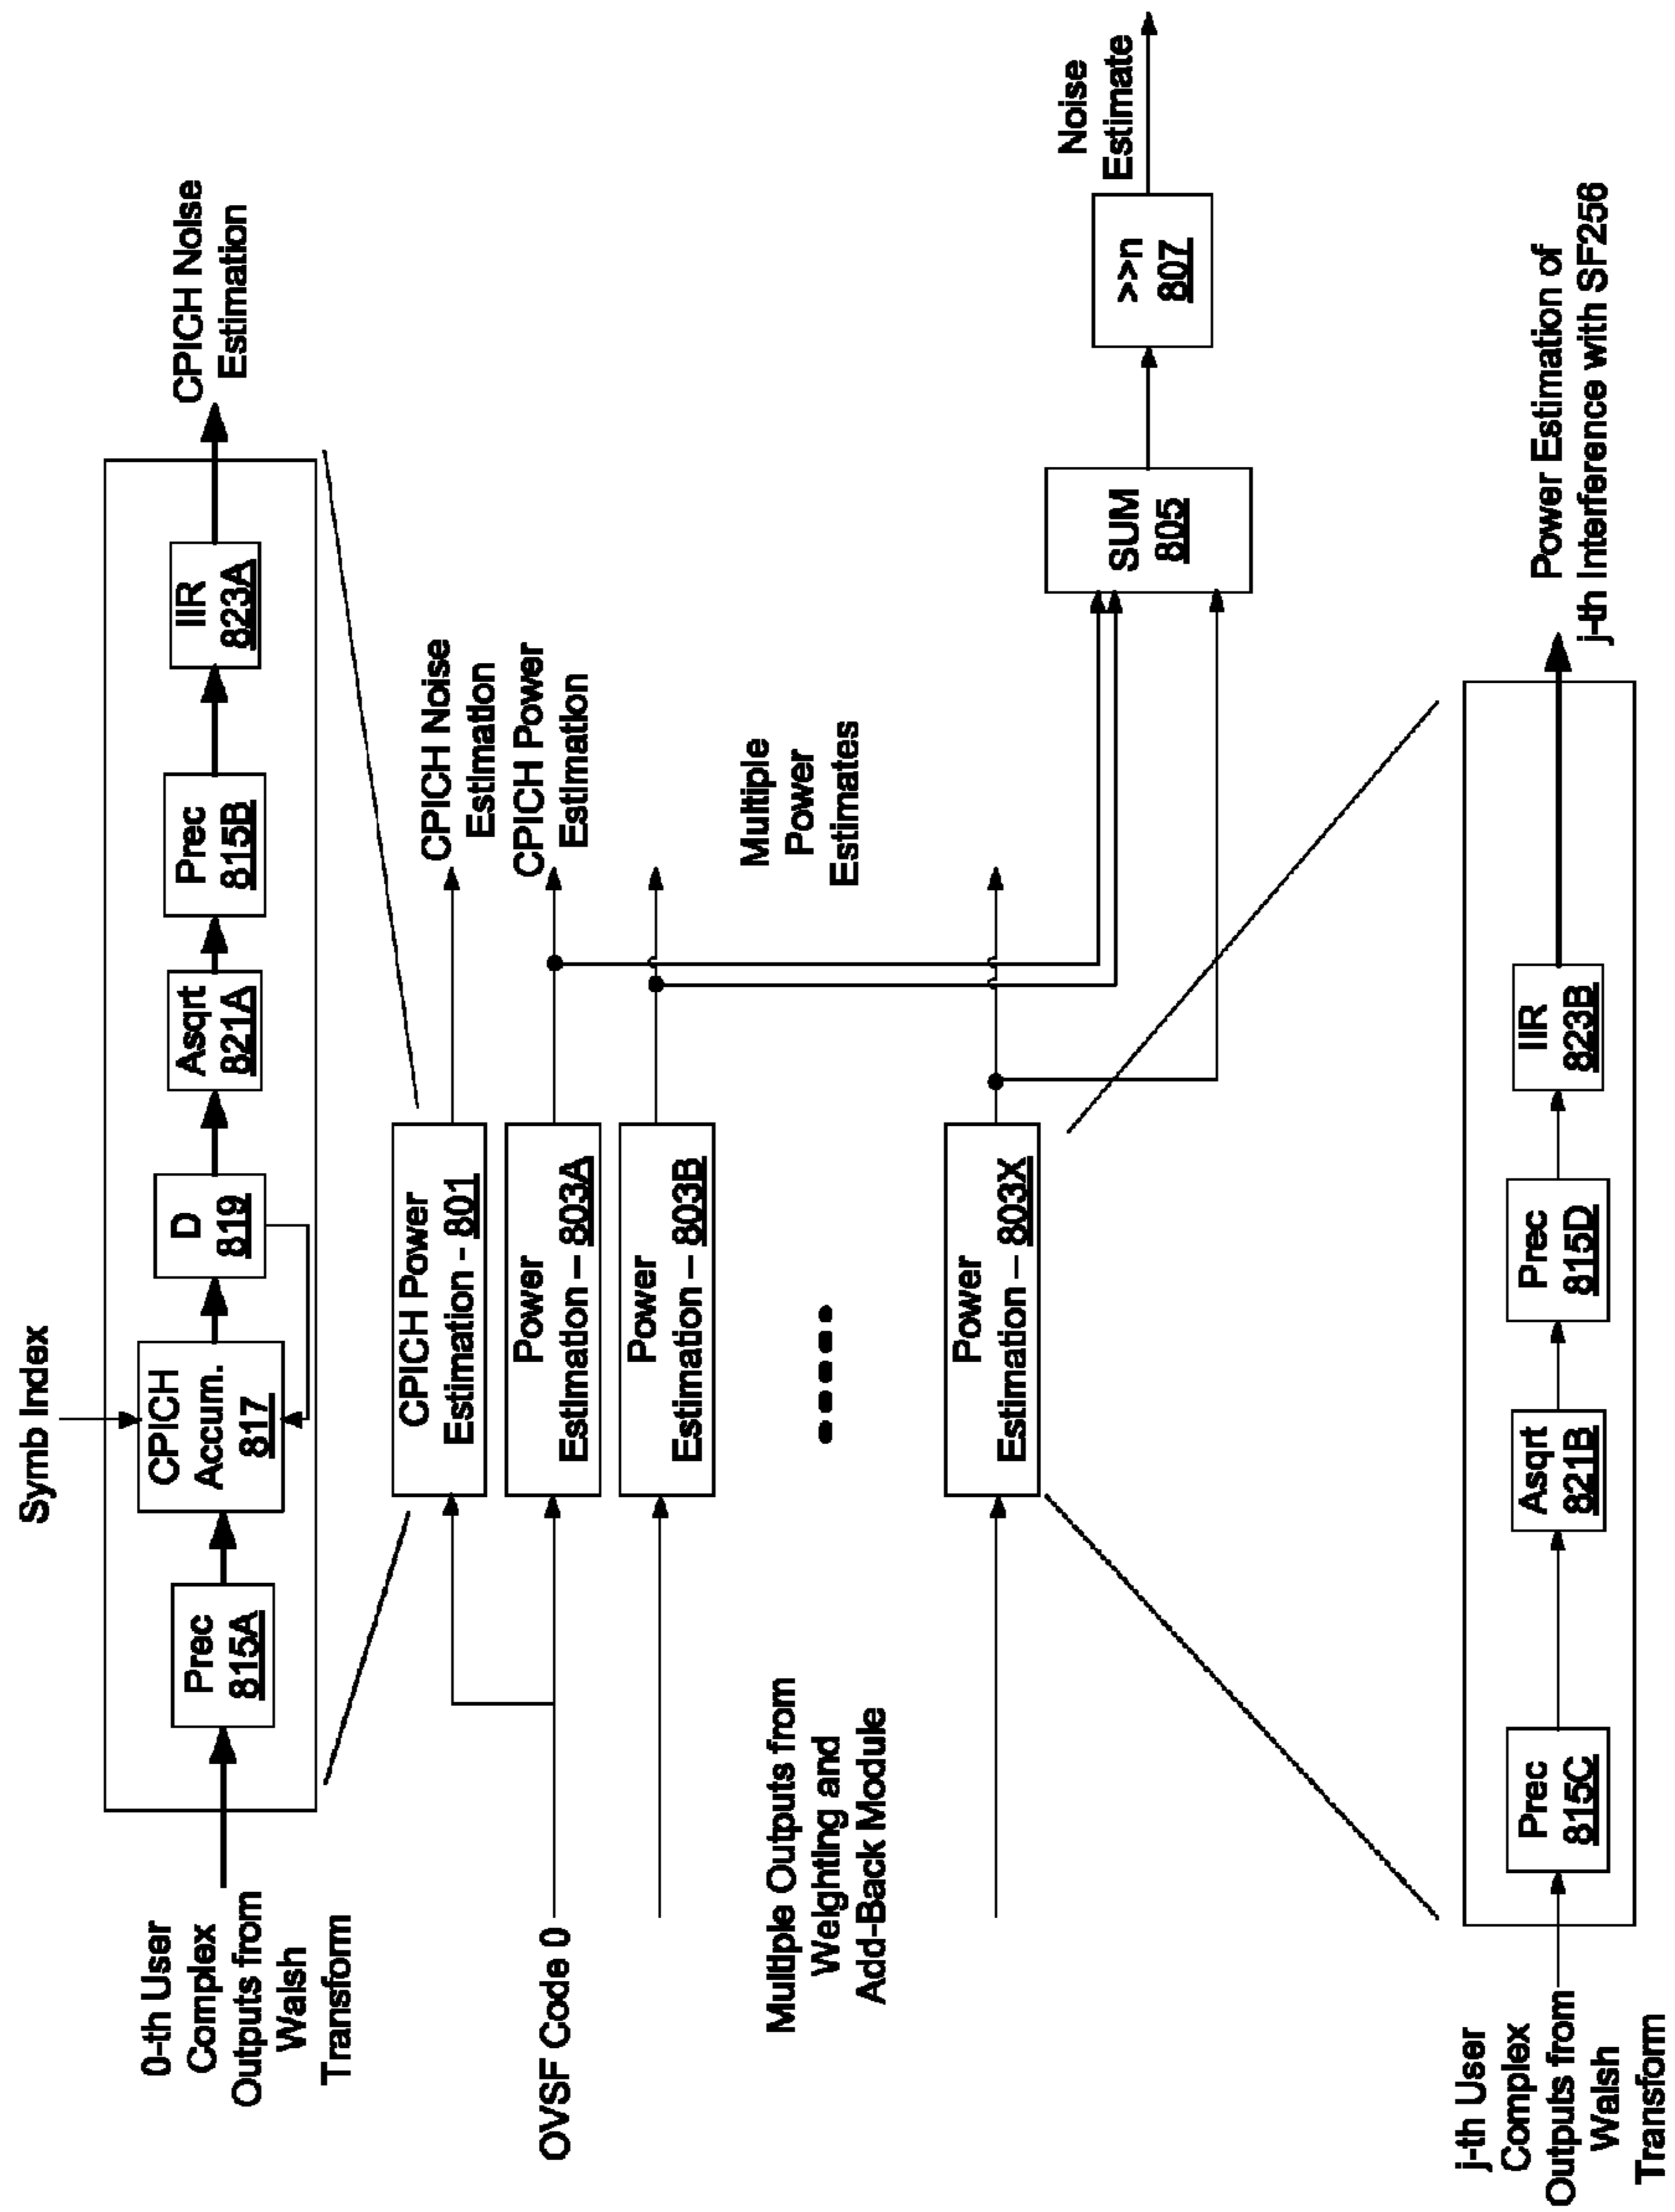 0-th User
Complex
Outputs from
Walsh
Transform
Prec
815A
Symb Index
CPICH
Accum.
817
D
819
Asqrt
821A
Prec
815B
IIR
823A
CPICH Noise
Estimation
OVSF Code 0
CPICH Power
Estimation - 801
CPICH Noise
Estimation
Power
Estimation – 803A
CPICH Power
Estimation
Power
Estimation – 803B
Multiple Outputs from
Weighting and
Add-Back Module
Multiple
Power
Estimates
Power
Estimation – 803X
SUM
805
>>n
807
Noise
Estimate
j-th User
Complex
Outputs from
Walsh
Transform
Prec
815C
Asqrt
821B
Prec
815D
IIR
823B
Power Estimation of
j-th Interference with SF256